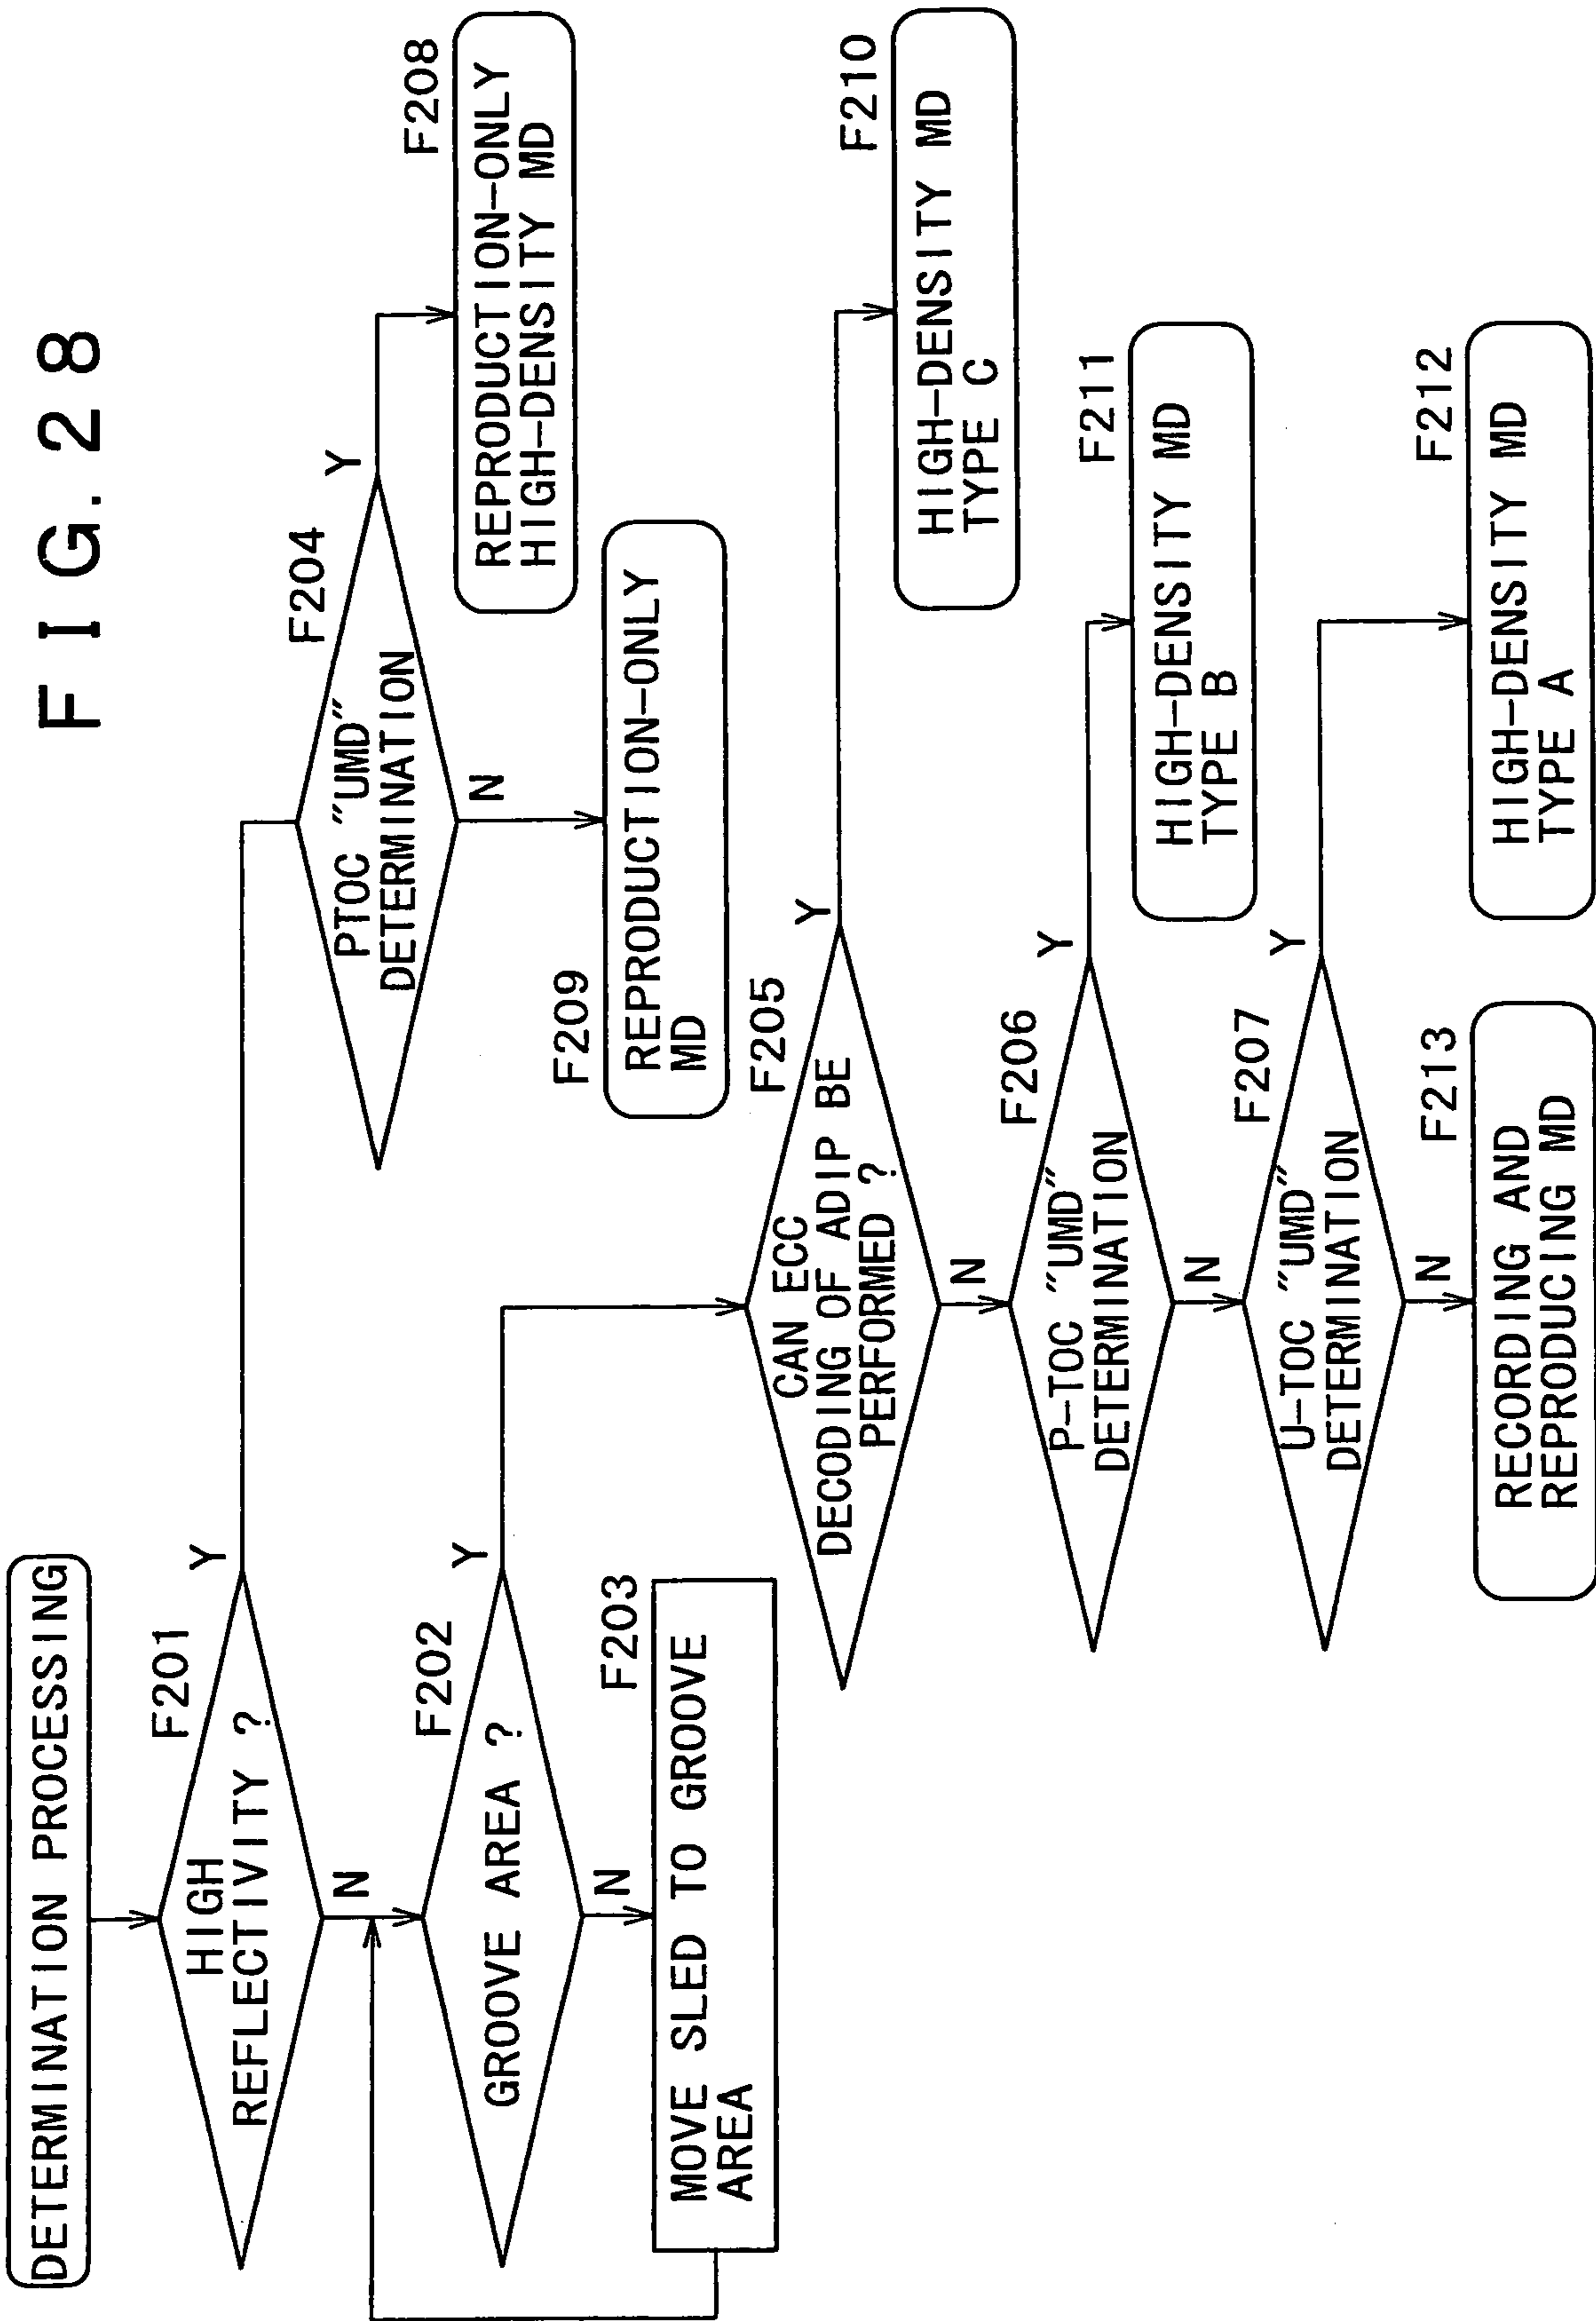 F I G. 2 8
DETERMINATION PROCESSING
F201
HIGH
REFLECTIVITY ?
Y
N
F202
GROOVE AREA ?
Y
N
F203
MOVE SLED TO GROOVE
AREA
F204
PTOC "UMD"
DETERMINATION
Y
N
F208
REPRODUCTION-ONLY
HIGH-DENSITY MD
F209
REPRODUCTION-ONLY
MD
F205
CAN ECC
DECODING OF ADIP BE
PERFORMED ?
Y
N
F210
HIGH-DENSITY MD
TYPE C
F206
P-TOC "UMD"
DETERMINATION
Y
N
F211
HIGH-DENSITY MD
TYPE B
F207
U-TOC "UMD"
DETERMINATION
Y
N
F212
HIGH-DENSITY MD
TYPE A
F213
RECORDING AND
REPRODUCING MD